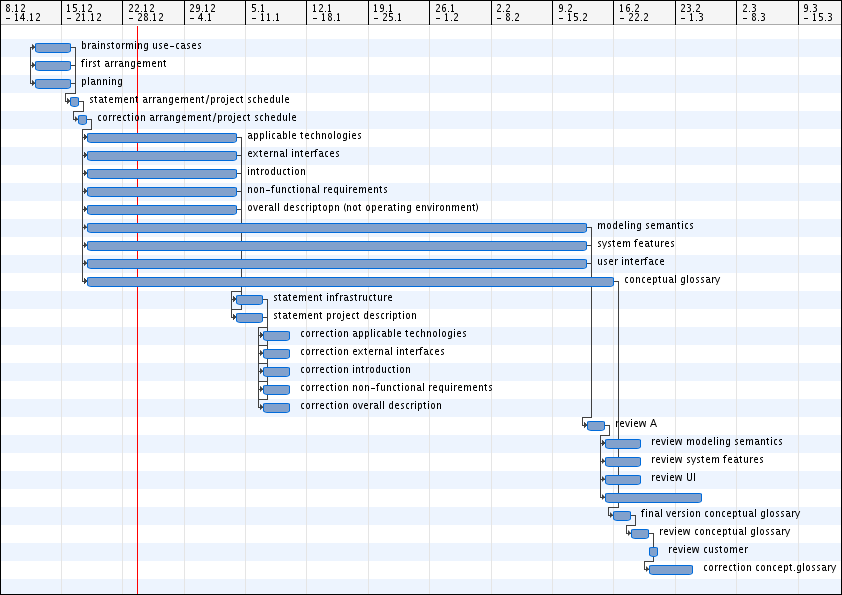 8.12 15.12 22.12 29.12 5.1 12.1 19.1 26.1 2.2 9.2 16.2 23.2 2.3 9.3
- 14.12 - 21.12 - 28.12 - 4.1 - 11.1 - 18.1 - 25.1 - 1.2 - 8.2 - 15.2 - 22.2 - 1.3 - 8.3 - 15.3
brainstorming use-cases
first arrangement
planning
statement arrangement/project schedule
correction arrangement/project schedule
applicable technologies
external interfaces
introduction
non-functional requirements
overall descriptopn (not operating environment)
modeling semantics
system features
user interface
conceptual glossary
statement infrastructure
statement project description
correction applicable technologies
correction external interfaces
correction introduction
correction non-functional requirements
correction overall description
review A
review modeling semantics
review system features
review UI
final version conceptual glossary
review conceptual glossary
review customer
correction concept.glossary